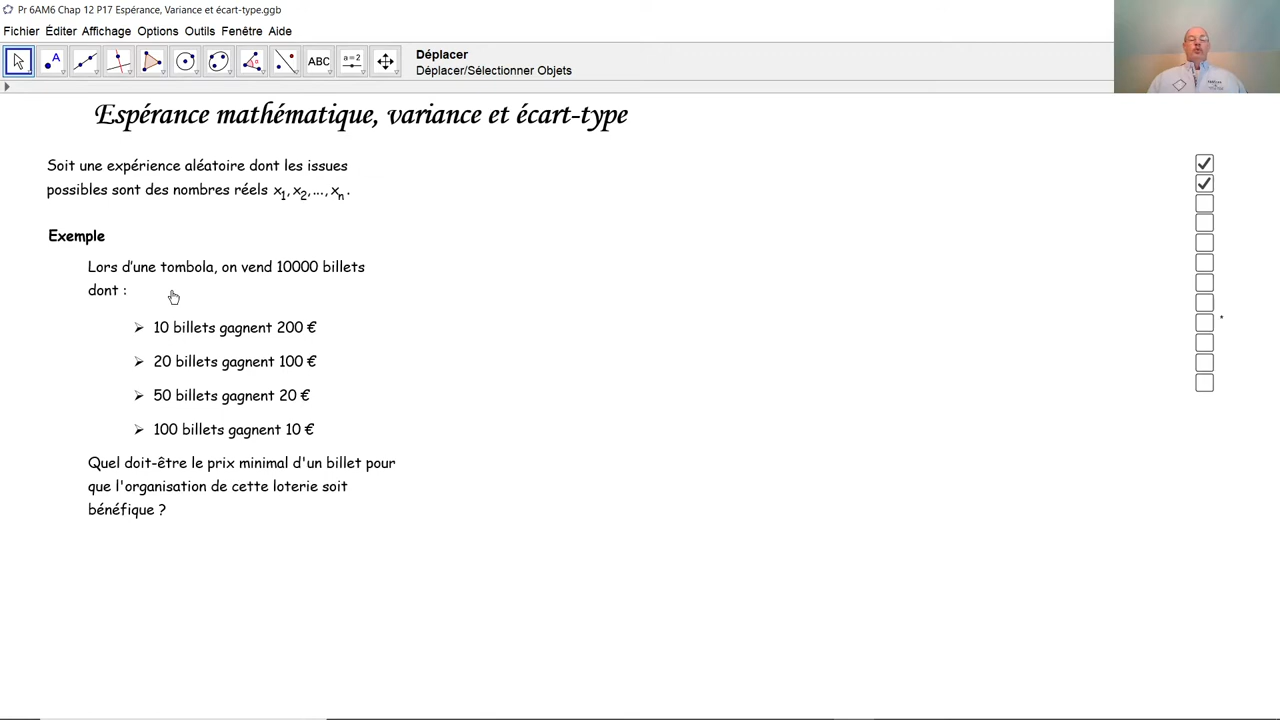 Pr 6AM6 Chap 12 P17 Espérance, Variance et écart-type.ggb
Fichier Éditer Affichage Options Outils Fenêtre Aide
A ABC a=2
Déplacer
Déplacer/Sélectionner Objets
Espérance mathématique, variance et écart-type
Soit une expérience aléatoire dont les issues
possibles sont des nombres réels x1, x2, ..., xn.
Exemple
Lors d'une tombola, on vend 10000 billets
dont :
➢ 10 billets gagnent 200 €
➢ 20 billets gagnent 100 €
➢ 50 billets gagnent 20 €
➢ 100 billets gagnent 10 €
Quel doit-être le prix minimal d'un billet pour
que l'organisation de cette loterie soit
bénéfique ?